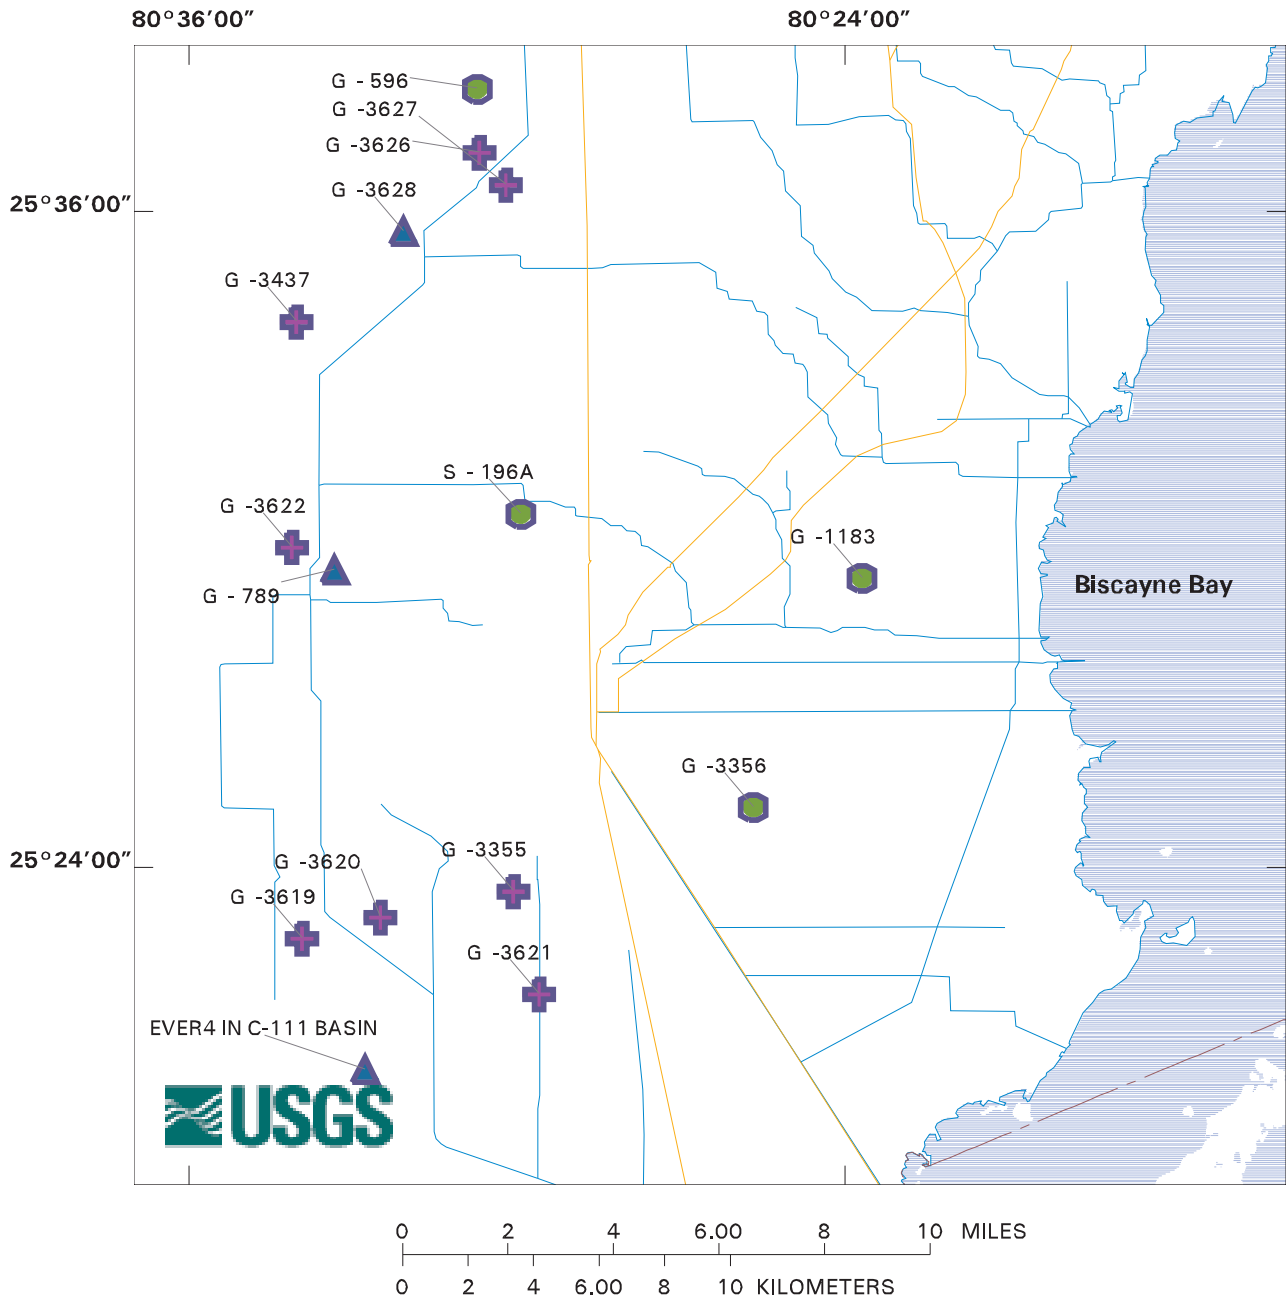 80°36’00’’ 80°24’00’’
G - 596
G -3627
G -3626
G -3628
25°36’00’’
G -3437
S - 196A
G -3622
G -1183
G - 789
Biscayne Bay
G -3356
25°24’00’’
G -3355
G -3620
G -3619
G -3621
EVER4 IN C-111 BASIN
USGS
0 2 4 6.00 8 10 MILES
0 2 4 6.00 8 10 KILOMETERS